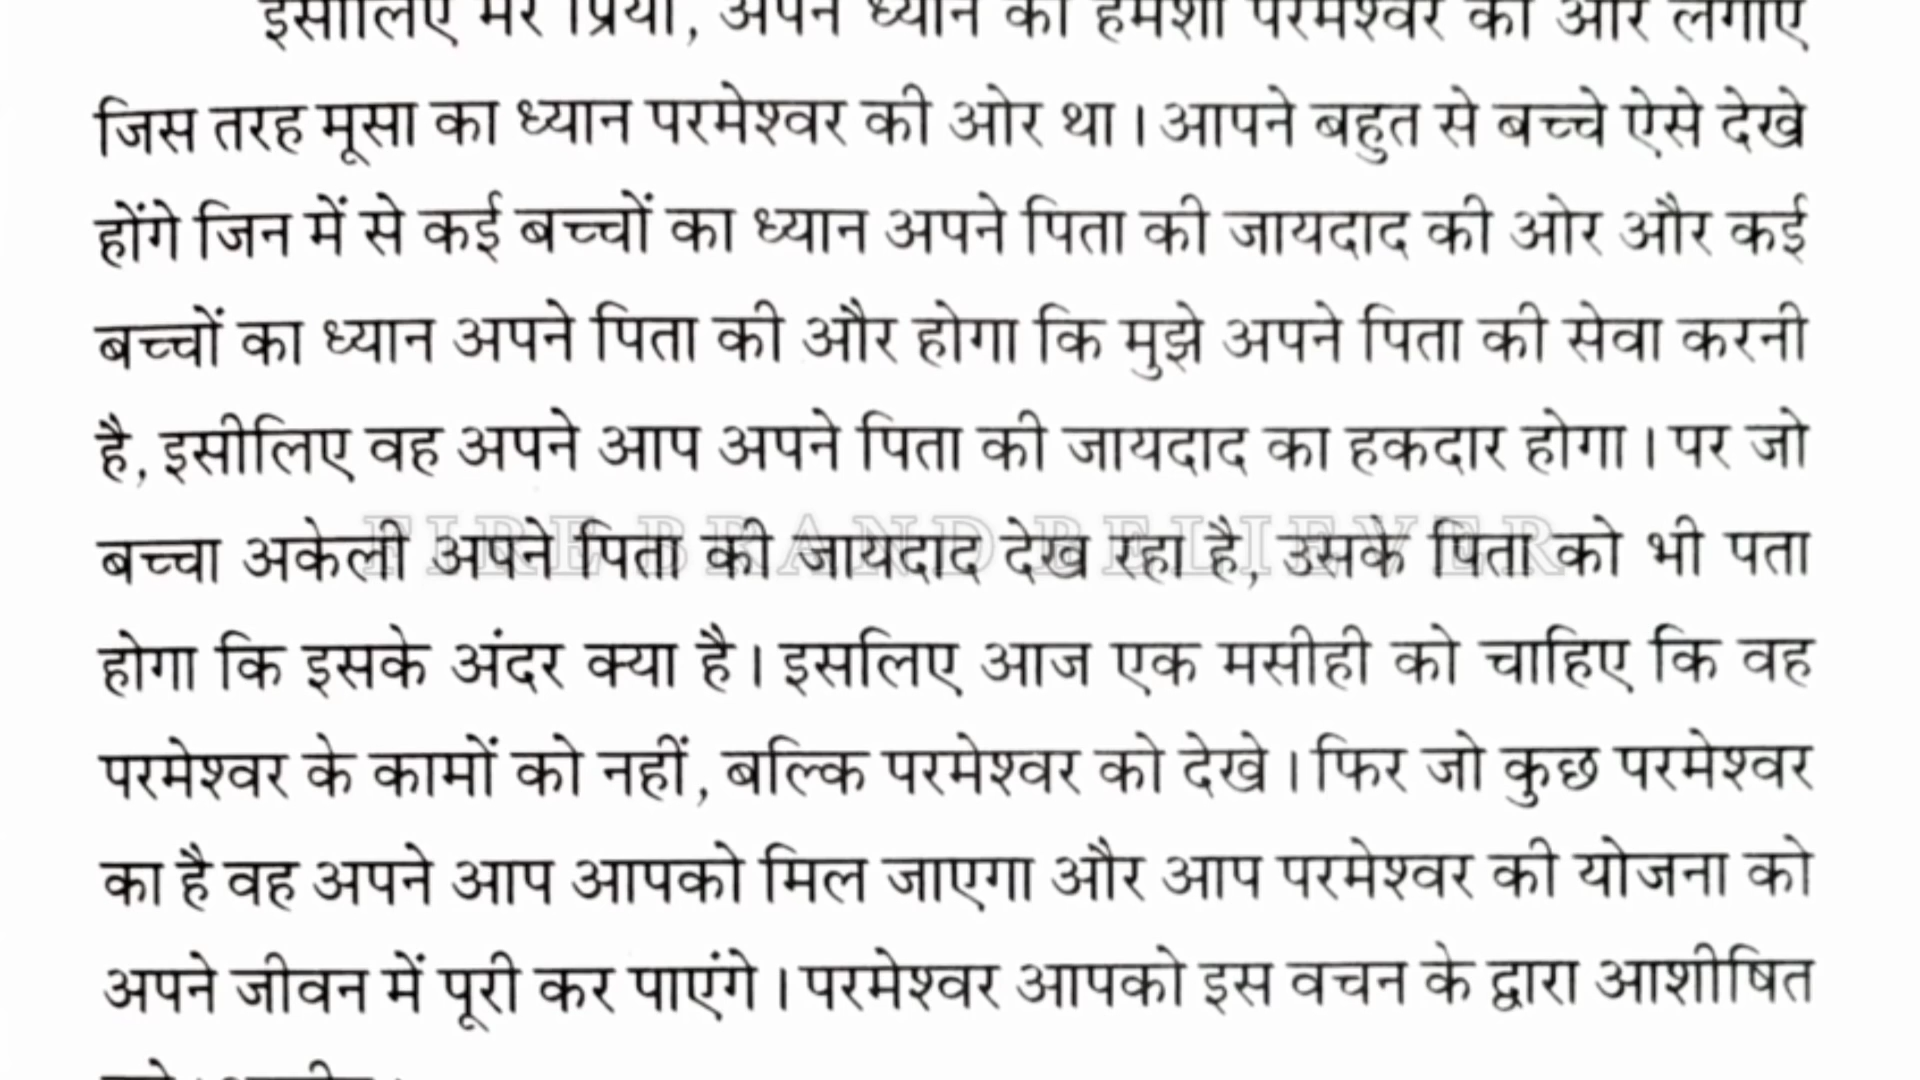 इसीलिए मेरे प्रियो, अपने ध्यान को हमेशा परमेश्वर की ओर लगाए
जिस तरह मूसा का ध्यान परमेश्वर की ओर था। आपने बहुत से बच्चे ऐसे देखे
होंगे जिन में से कई बच्चों का ध्यान अपने पिता की जायदाद की ओर और कई
बच्चों का ध्यान अपने पिता की और होगा कि मुझे अपने पिता की सेवा करनी
है, इसीलिए वह अपने आप अपने पिता की जायदाद का हकदार होगा। पर जो
बच्चा अकेली अपने पिता की जायदाद देख रहा है, उसके पिता को भी पता
FIRE BRAND BELIEVER
होगा कि इसके अंदर क्या है। इसलिए आज एक मसीही को चाहिए कि वह
परमेश्वर के कामों को नहीं, बल्कि परमेश्वर को देखे। फिर जो कुछ परमेश्वर
का है वह अपने आप आपको मिल जाएगा और आप परमेश्वर की योजना को
अपने जीवन में पूरी कर पाएंगे। परमेश्वर आपको इस वचन के द्वारा आशीषित